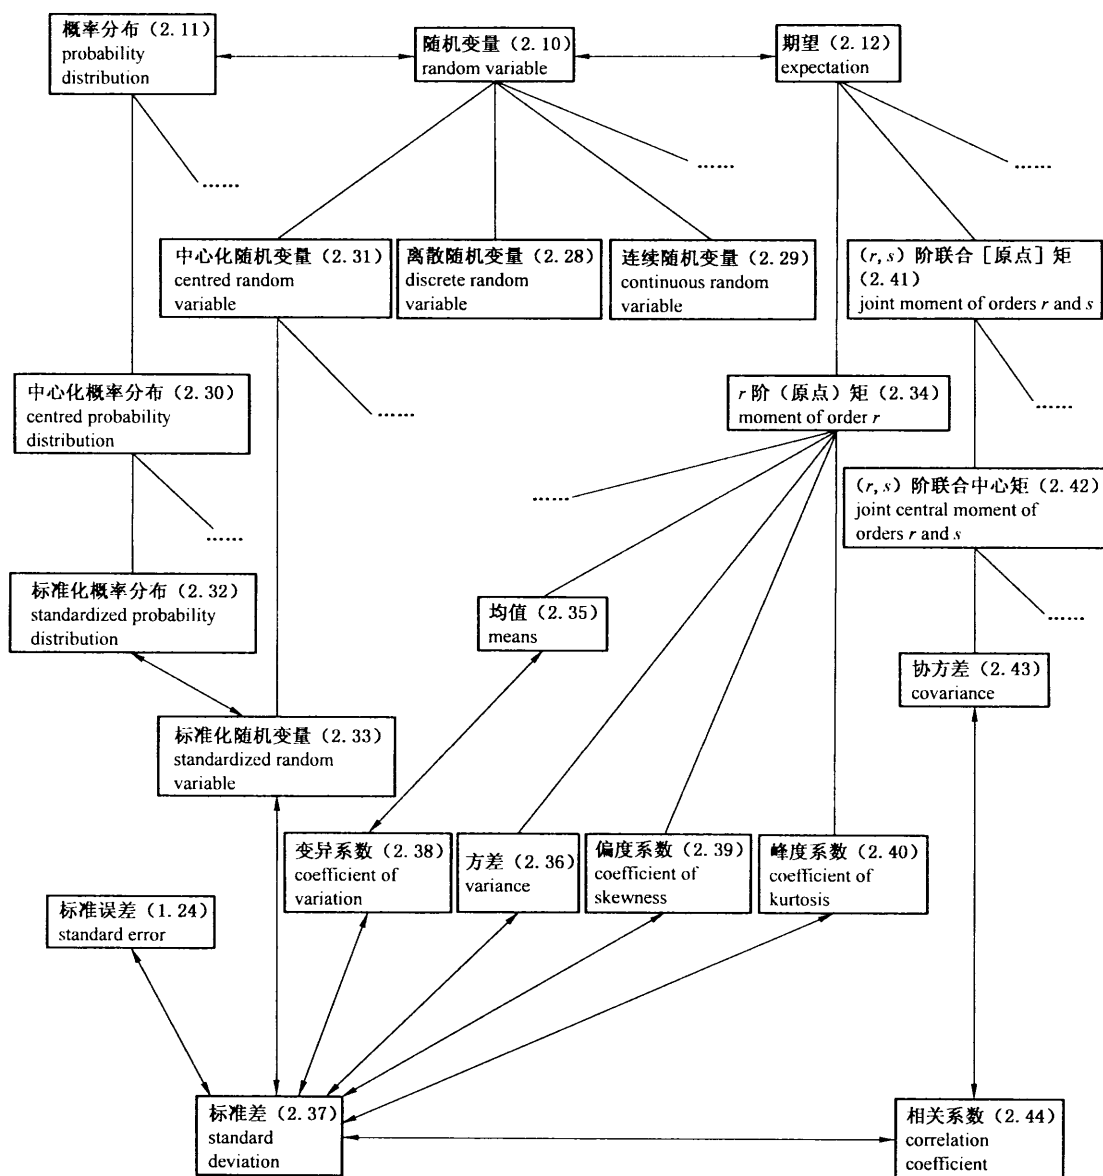 概率分布（2.11）
probability
distribution
随机变量（2.10）
random variable
期望（2.12）
expectation
……
……
……
中心化随机变量（2.31）
centred random
variable
离散随机变量（2.28）
discrete random
variable
连续随机变量（2.29）
continuous random
variable
(r,s) 阶联合［原点］矩
（2.41）
joint moment of orders r and s
中心化概率分布（2.30）
centred probability
distribution
……
r 阶（原点）矩（2.34）
moment of order r
……
……
……
(r,s) 阶联合中心矩（2.42）
joint central moment of
orders r and s
标准化概率分布（2.32）
standardized probability
distribution
均值（2.35）
means
……
协方差（2.43）
covariance
标准化随机变量（2.33）
standardized random
variable
变异系数（2.38）
coefficient of
variation
方差（2.36）
variance
偏度系数（2.39）
coefficient of
skewness
峰度系数（2.40）
coefficient of
kurtosis
标准误差（1.24）
standard error
标准差（2.37）
standard
deviation
相关系数（2.44）
correlation
coefficient